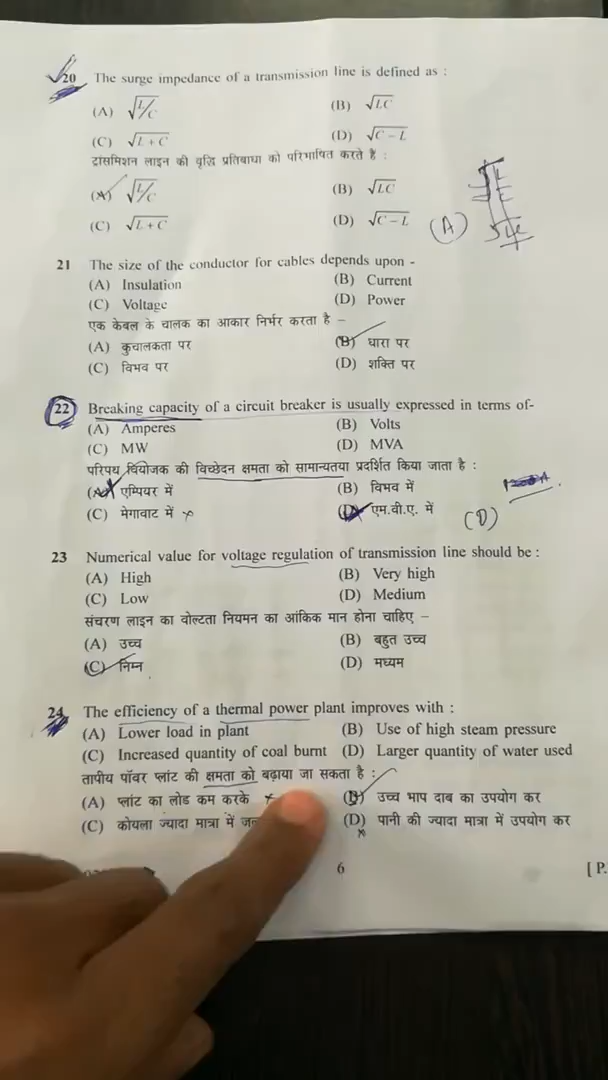 20 The surge impedance of a transmission line is defined as :
(A) √L/C (B) √LC
(C) √L + C (D) √C – L
ट्रांसमिशन लाइन की वृद्धि प्रतिबाधा को परिभाषित करते हैं :
(A) √L/C (B) √LC
(C) √L + C (D) √C – L (A)
21 The size of the conductor for cables depends upon -
(A) Insulation (B) Current
(C) Voltage (D) Power
एक केबल के चालक का आकार निर्भर करता है –
(A) कुचालकता पर (B) धारा पर
(C) विभव पर (D) शक्ति पर
22 Breaking capacity of a circuit breaker is usually expressed in terms of-
(A) Amperes (B) Volts
(C) MW (D) MVA
परिपथ वियोजक की विच्छेदन क्षमता को सामान्यतया प्रदर्शित किया जाता है :
(A) एम्पियर में (B) विभव में
(C) मेगावाट में (D) एम.वी.ए. में (D)
23 Numerical value for voltage regulation of transmission line should be :
(A) High (B) Very high
(C) Low (D) Medium
संचरण लाइन का वोल्टता नियमन का आंकिक मान होना चाहिए –
(A) उच्च (B) बहुत उच्च
(C) निम्न (D) मध्यम
24 The efficiency of a thermal power plant improves with :
(A) Lower load in plant (B) Use of high steam pressure
(C) Increased quantity of coal burnt (D) Larger quantity of water used
तापीय पॉवर प्लांट की क्षमता को बढ़ाया जा सकता है :
(A) प्लांट का लोड कम करके (B) उच्च भाप दाब का उपयोग कर
(C) कोयला ज्यादा मात्रा में (D) पानी की ज्यादा मात्रा में उपयोग कर
6 [ P.